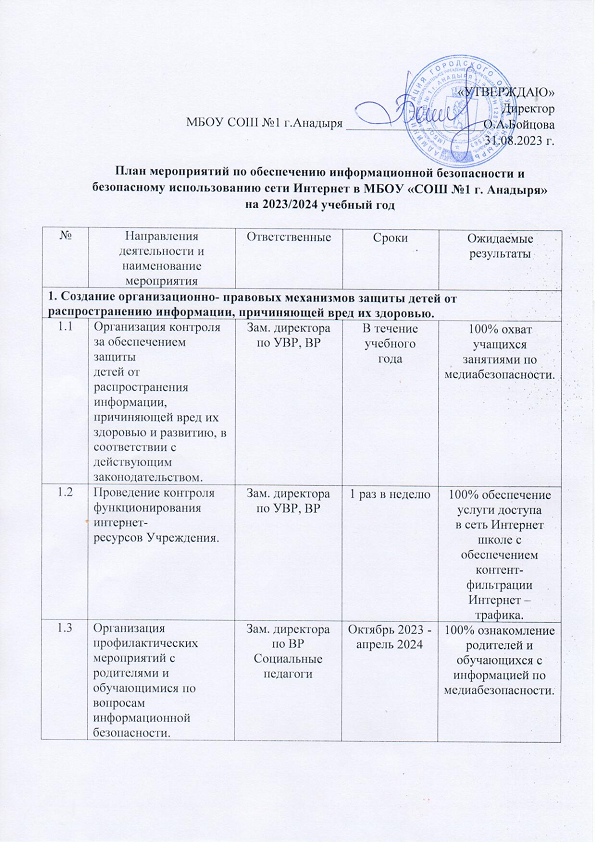 «УТВЕРЖДАЮ»
Директор
МБОУ СОШ №1 г.Анадыря ____________________ О.А.Бойцова
31.08.2023 г.
План мероприятий по обеспечению информационной безопасности и
безопасному использованию сети Интернет в МБОУ «СОШ №1 г. Анадыря»
на 2023/2024 учебный год
№
Направления
деятельности и
наименование
мероприятия
Ответственные
Сроки
Ожидаемые
результаты
1. Создание организационно- правовых механизмов защиты детей от
распространению информации, причиняющей вред их здоровью.
1.1
Организация контроля
за обеспечением
защиты
детей от
распространения
информации,
причиняющей вред их
здоровью и развитию, в
соответствии с
действующим
законодательством.
Зам. директора
по УВР, ВР
В течение
учебного
года
100% охват
учащихся
занятиями по
медиабезопасности.
1.2
Проведение контроля
функционирования
интернет-
ресурсов Учреждения.
Зам. директора
по УВР, ВР
1 раз в неделю
100% обеспечение
услуги доступа
в сеть Интернет
школе с
обеспечением
контент-
фильтрации
Интернет –
трафика.
1.3
Организация
профилактических
мероприятий с
родителями и
обучающимися по
вопросам
информационной
безопасности.
Зам. директора
по ВР
Социальные
педагоги
Октябрь 2023 -
апрель 2024
100% ознакомление
родителей и
обучающихся с
информацией по
медиабезопасности.